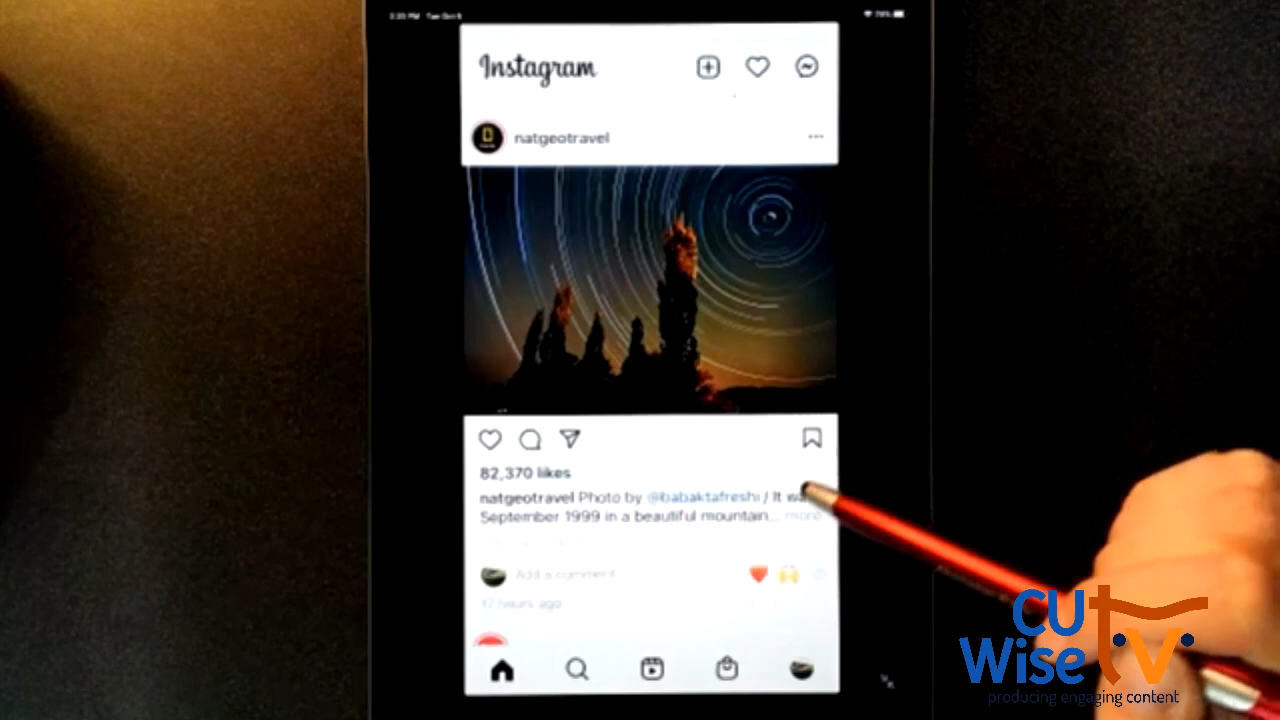 Instagram
natgeotravel
82,370 likes
natgeotravel Photo by @babaktafreshi / It wa
September 1999 in a beautiful mountain... more
Add a comment
17 hours ago
CU
Wise tv
producing engaging content